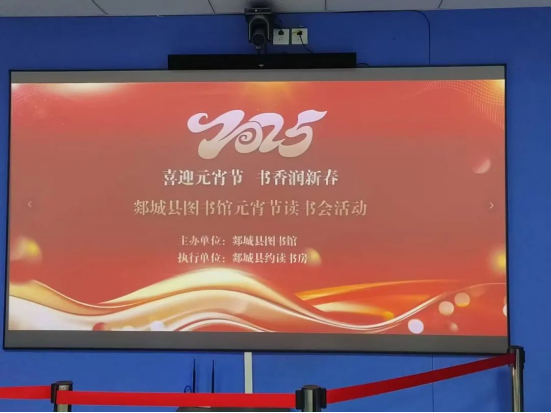 2025
喜迎元宵节 书香润新春
郯城县图书馆元宵节读书会活动
主办单位：郯城县图书馆
执行单位：郯城县约读书房